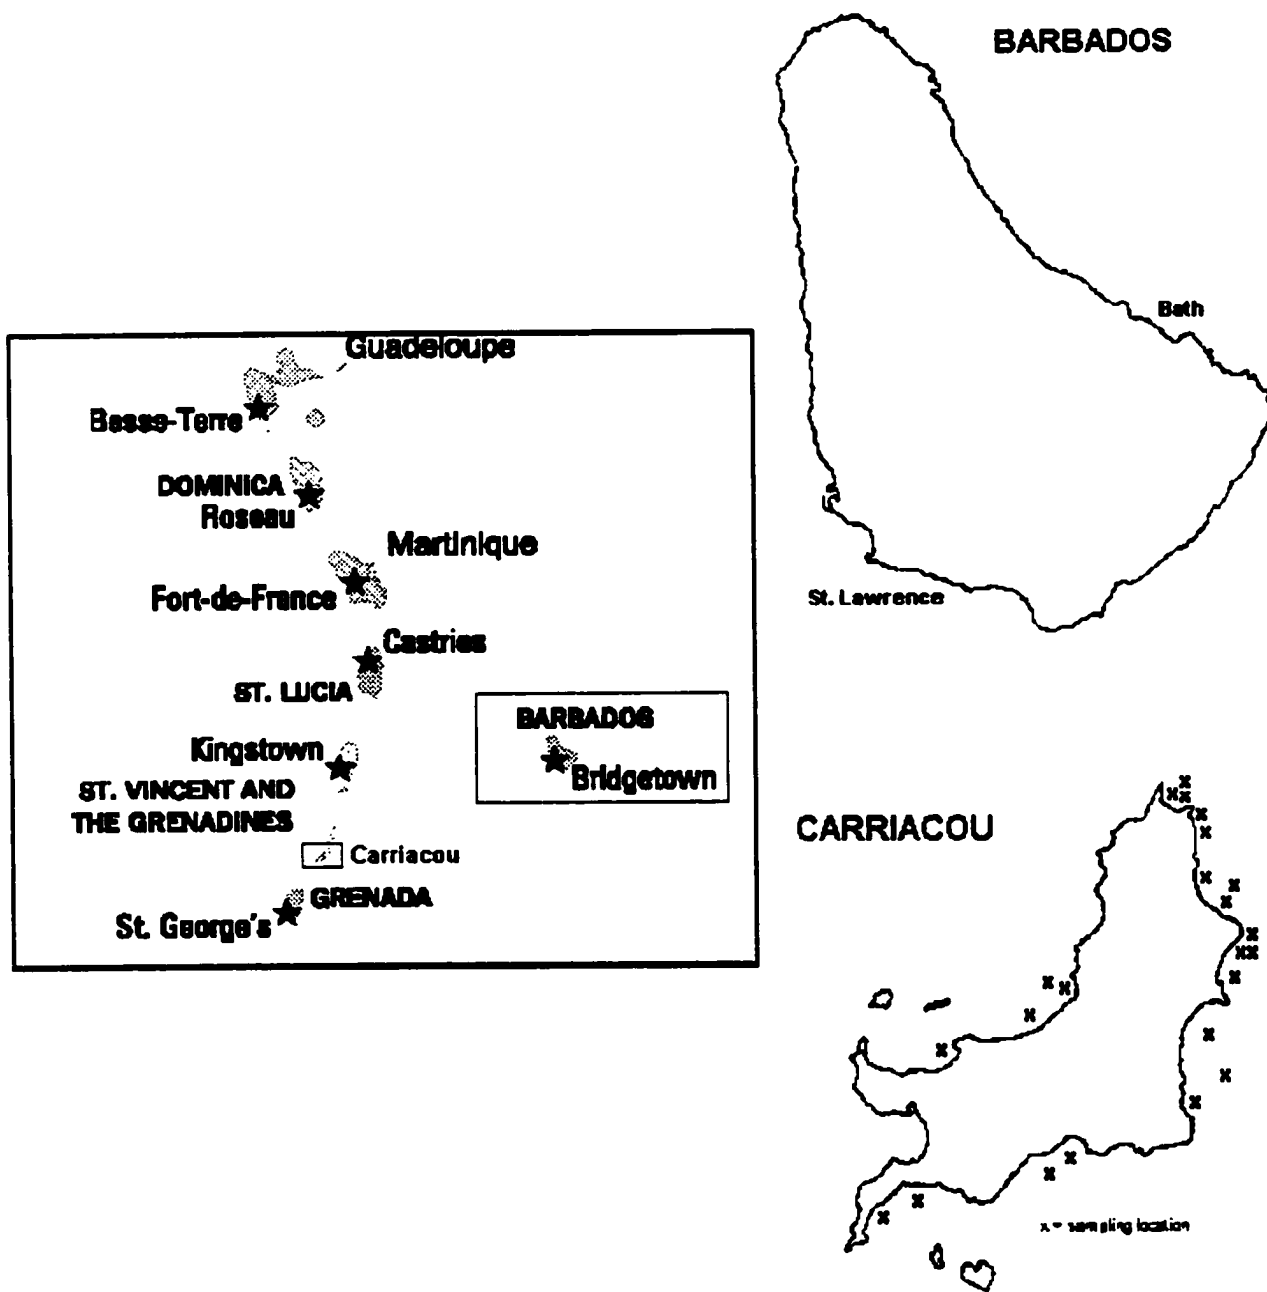 BARBADOS
Bath
St. Lawrence
Guadeloupe
Basse-Terre
DOMINICA
Roseau
Martinique
Fort-de-France
Castries
ST. LUCIA
BARBADOS
Bridgetown
Kingstown
ST. VINCENT AND
THE GRENADINES
Carriacou
GRENADA
St. George's
CARRIACOU
x = sampling location